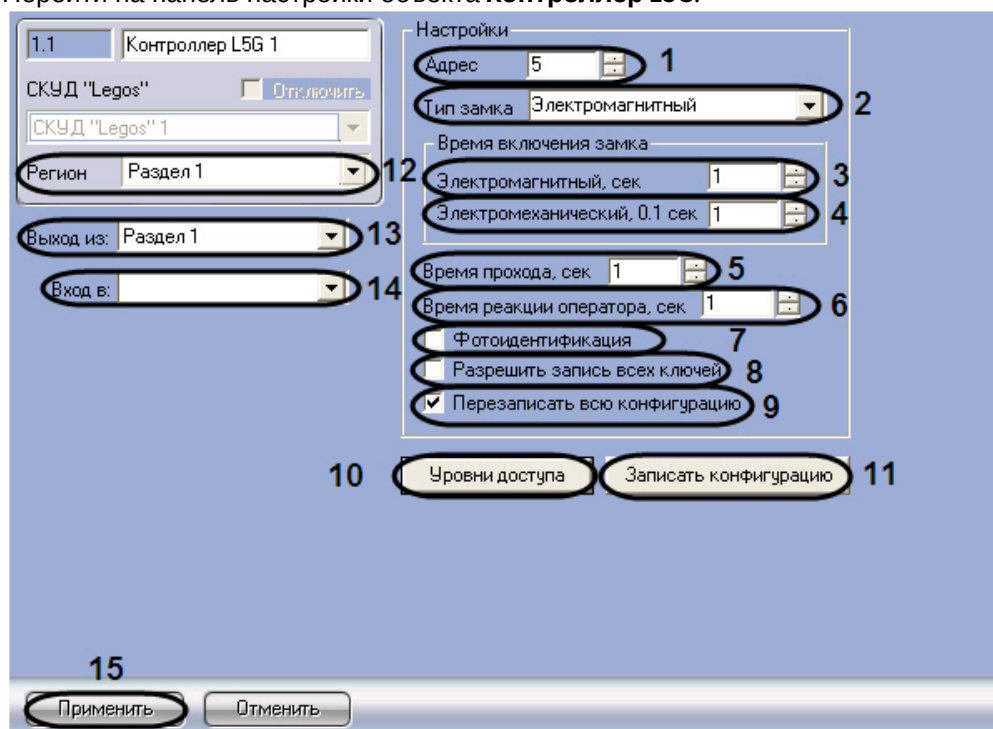 Перейти на панель настройки объекта Контроллер L5G.
1.1 Контроллер L5G 1
СКУД "Legos" Отключить
СКУД "Legos" 1
Регион Раздел 1 12
Выход из: Раздел 1 13
Вход в: 14
Настройки
Адрес 5 1
Тип замка Электромагнитный 2
Время включения замка
Электромагнитный, сек 1 3
Электромеханический, 0.1 сек 1 4
Время прохода, сек 1 5
Время реакции оператора, сек 1 6
Фотоидентификация 7
Разрешить запись всех ключей 8
Перезаписать всю конфигурацию 9
10 Уровни доступа Записать конфигурацию 11
15
Применить Отменить